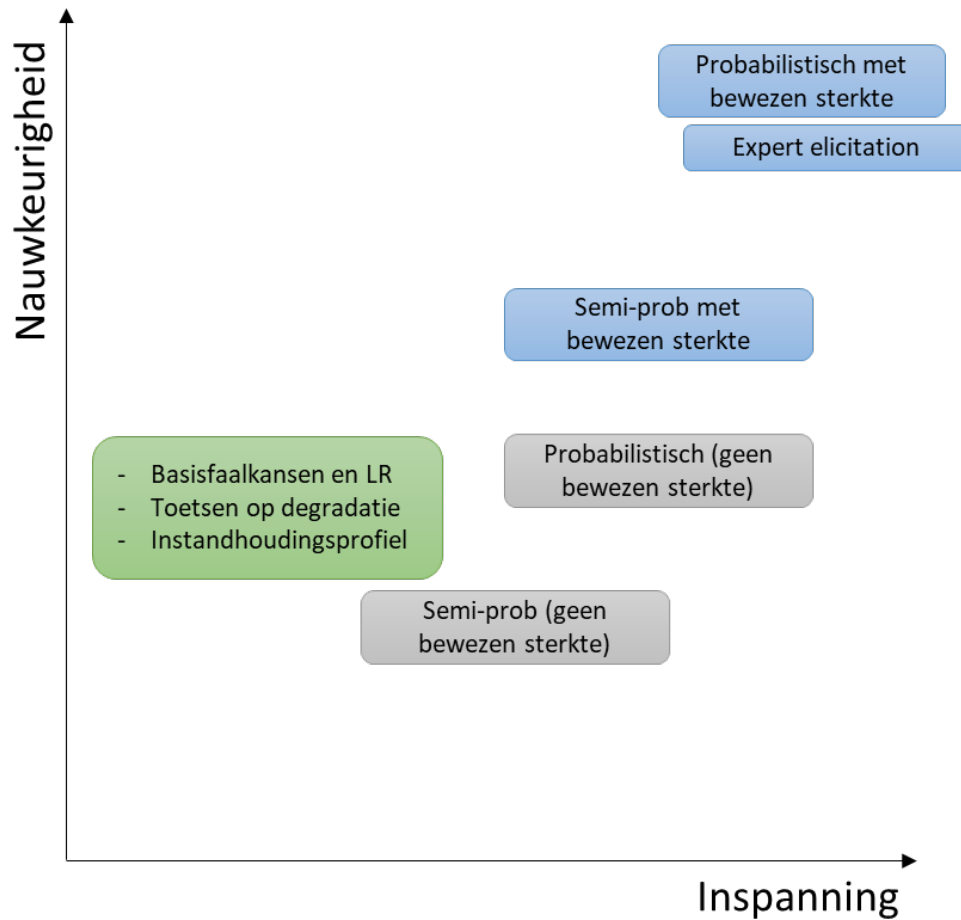 Nauwkeurigheid
Probabilistisch met
bewezen sterkte
Expert elicitation
Semi-prob met
bewezen sterkte
- Basisfaalkansen en LR
- Toetsen op degradatie
- Instandhoudingsprofiel
Probabilistisch (geen
bewezen sterkte)
Semi-prob (geen
bewezen sterkte)
Inspanning